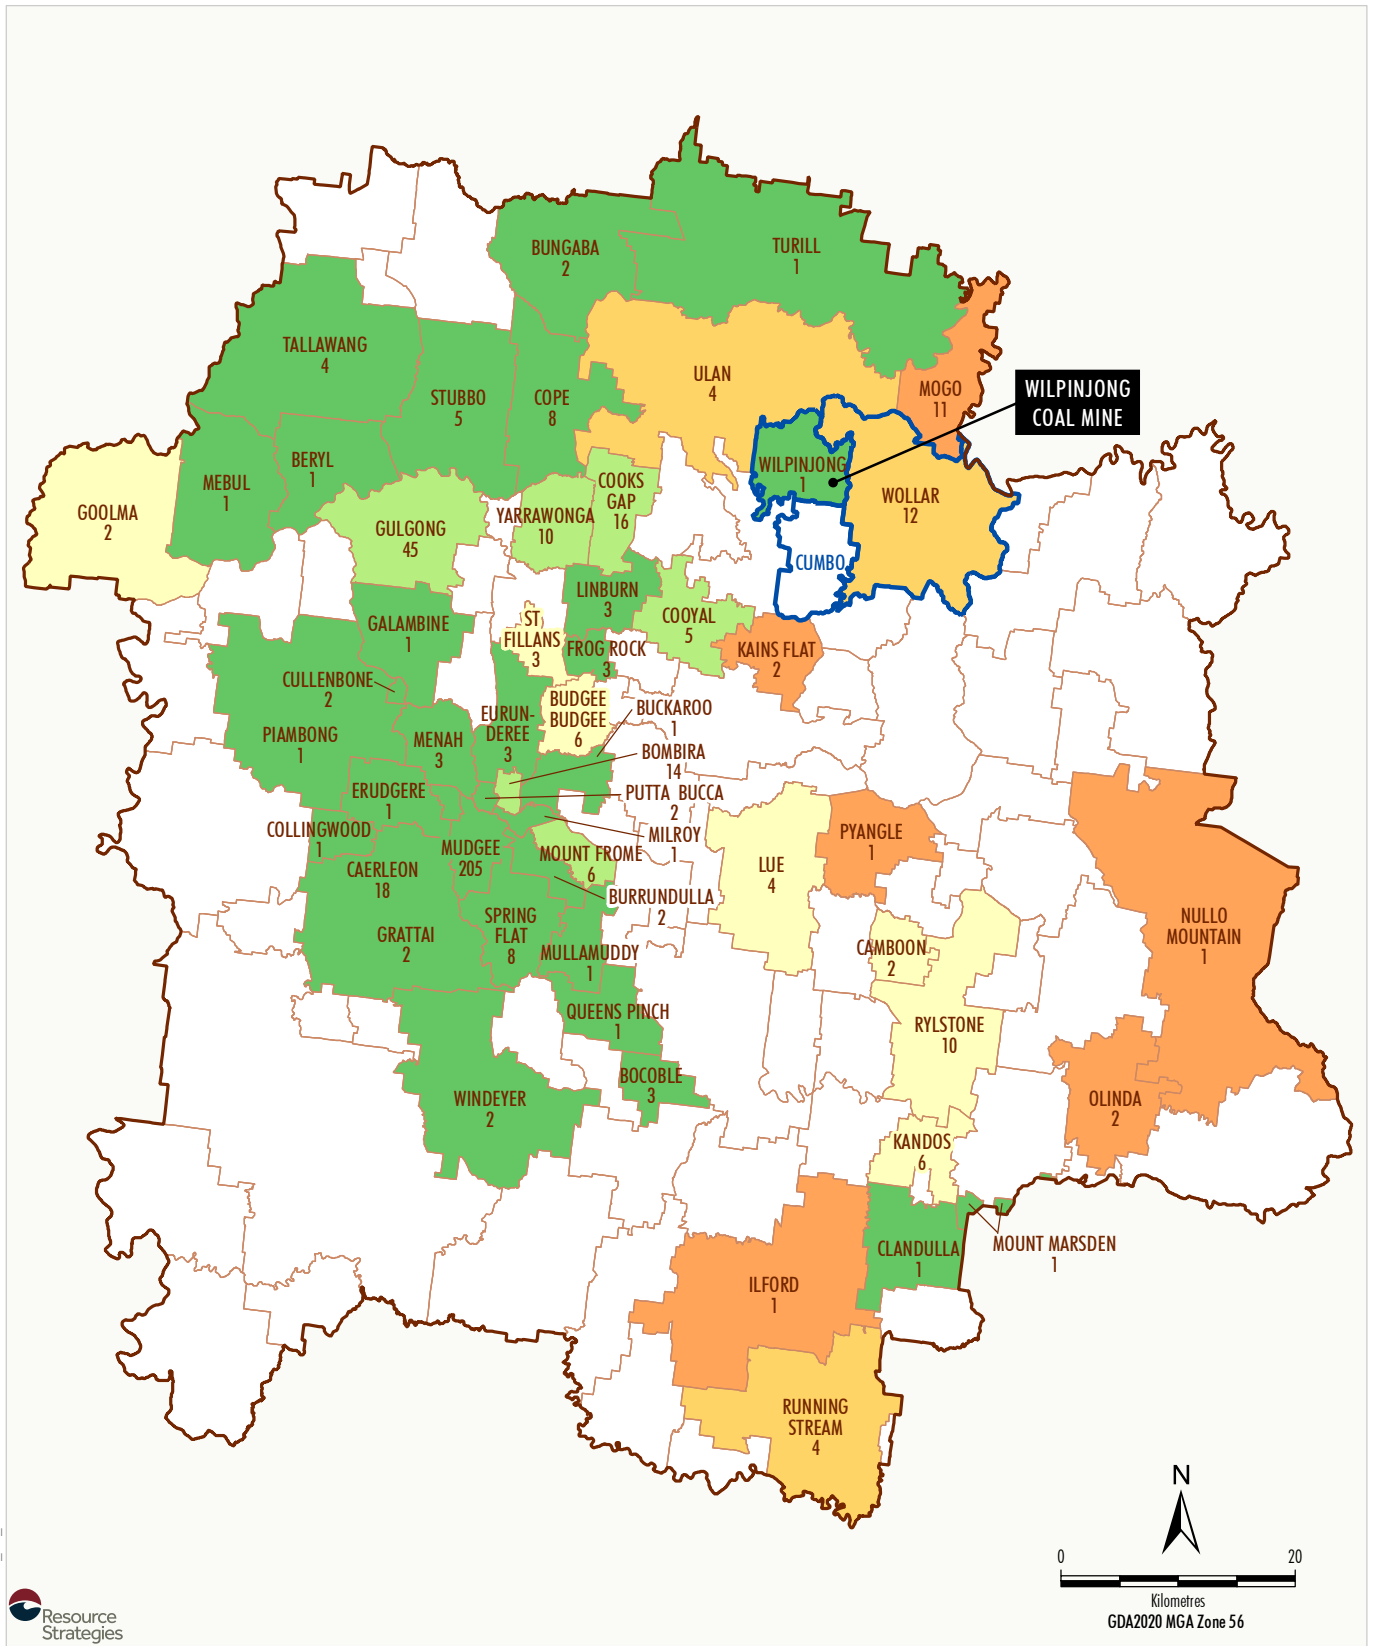 BUNGABA
2
TURILL
1
TALLAWANG
4
ULAN
4
MOGO
11
WILPINJONG
COAL MINE
STUBBO
5
COPE
8
BERYL
1
MEBUL
1
GOOLMA
2
WILPINJONG
1
WOLLAR
12
COOKS
GAP
16
YARRAWONGA
10
GULGONG
45
CUMBO
LINBURN
3
COOYAL
5
GALAMBINE
1
ST
FILLANS
3
FROG ROCK
3
KAINS FLAT
2
CULLENBONE
2
BUDGEE
BUDGEE
6
BUCKAROO
1
EURUN-
DEREE
3
PIAMBONG
1
MENAH
3
BOMBIRA
14
ERUDGERE
1
PUTTA BUCCA
2
COLLINGWOOD
1
MILROY
1
PYANGLE
1
MUDGEE
205
MOUNT FROME
6
LUE
4
CAERLEON
18
BURRUNDULLA
2
SPRING
FLAT
8
NULLO
MOUNTAIN
1
GRATTAI
2
MULLAMUDDY
1
CAMBOON
2
QUEENS PINCH
1
RYLSTONE
10
BOCOBLE
3
WINDEYER
2
OLINDA
2
KANDOS
6
CLANDULLA
1
MOUNT MARSDEN
1
ILFORD
1
RUNNING
STREAM
4
N
0
20
Kilometres
GDA2020 MGA Zone 56
Resource
Strategies